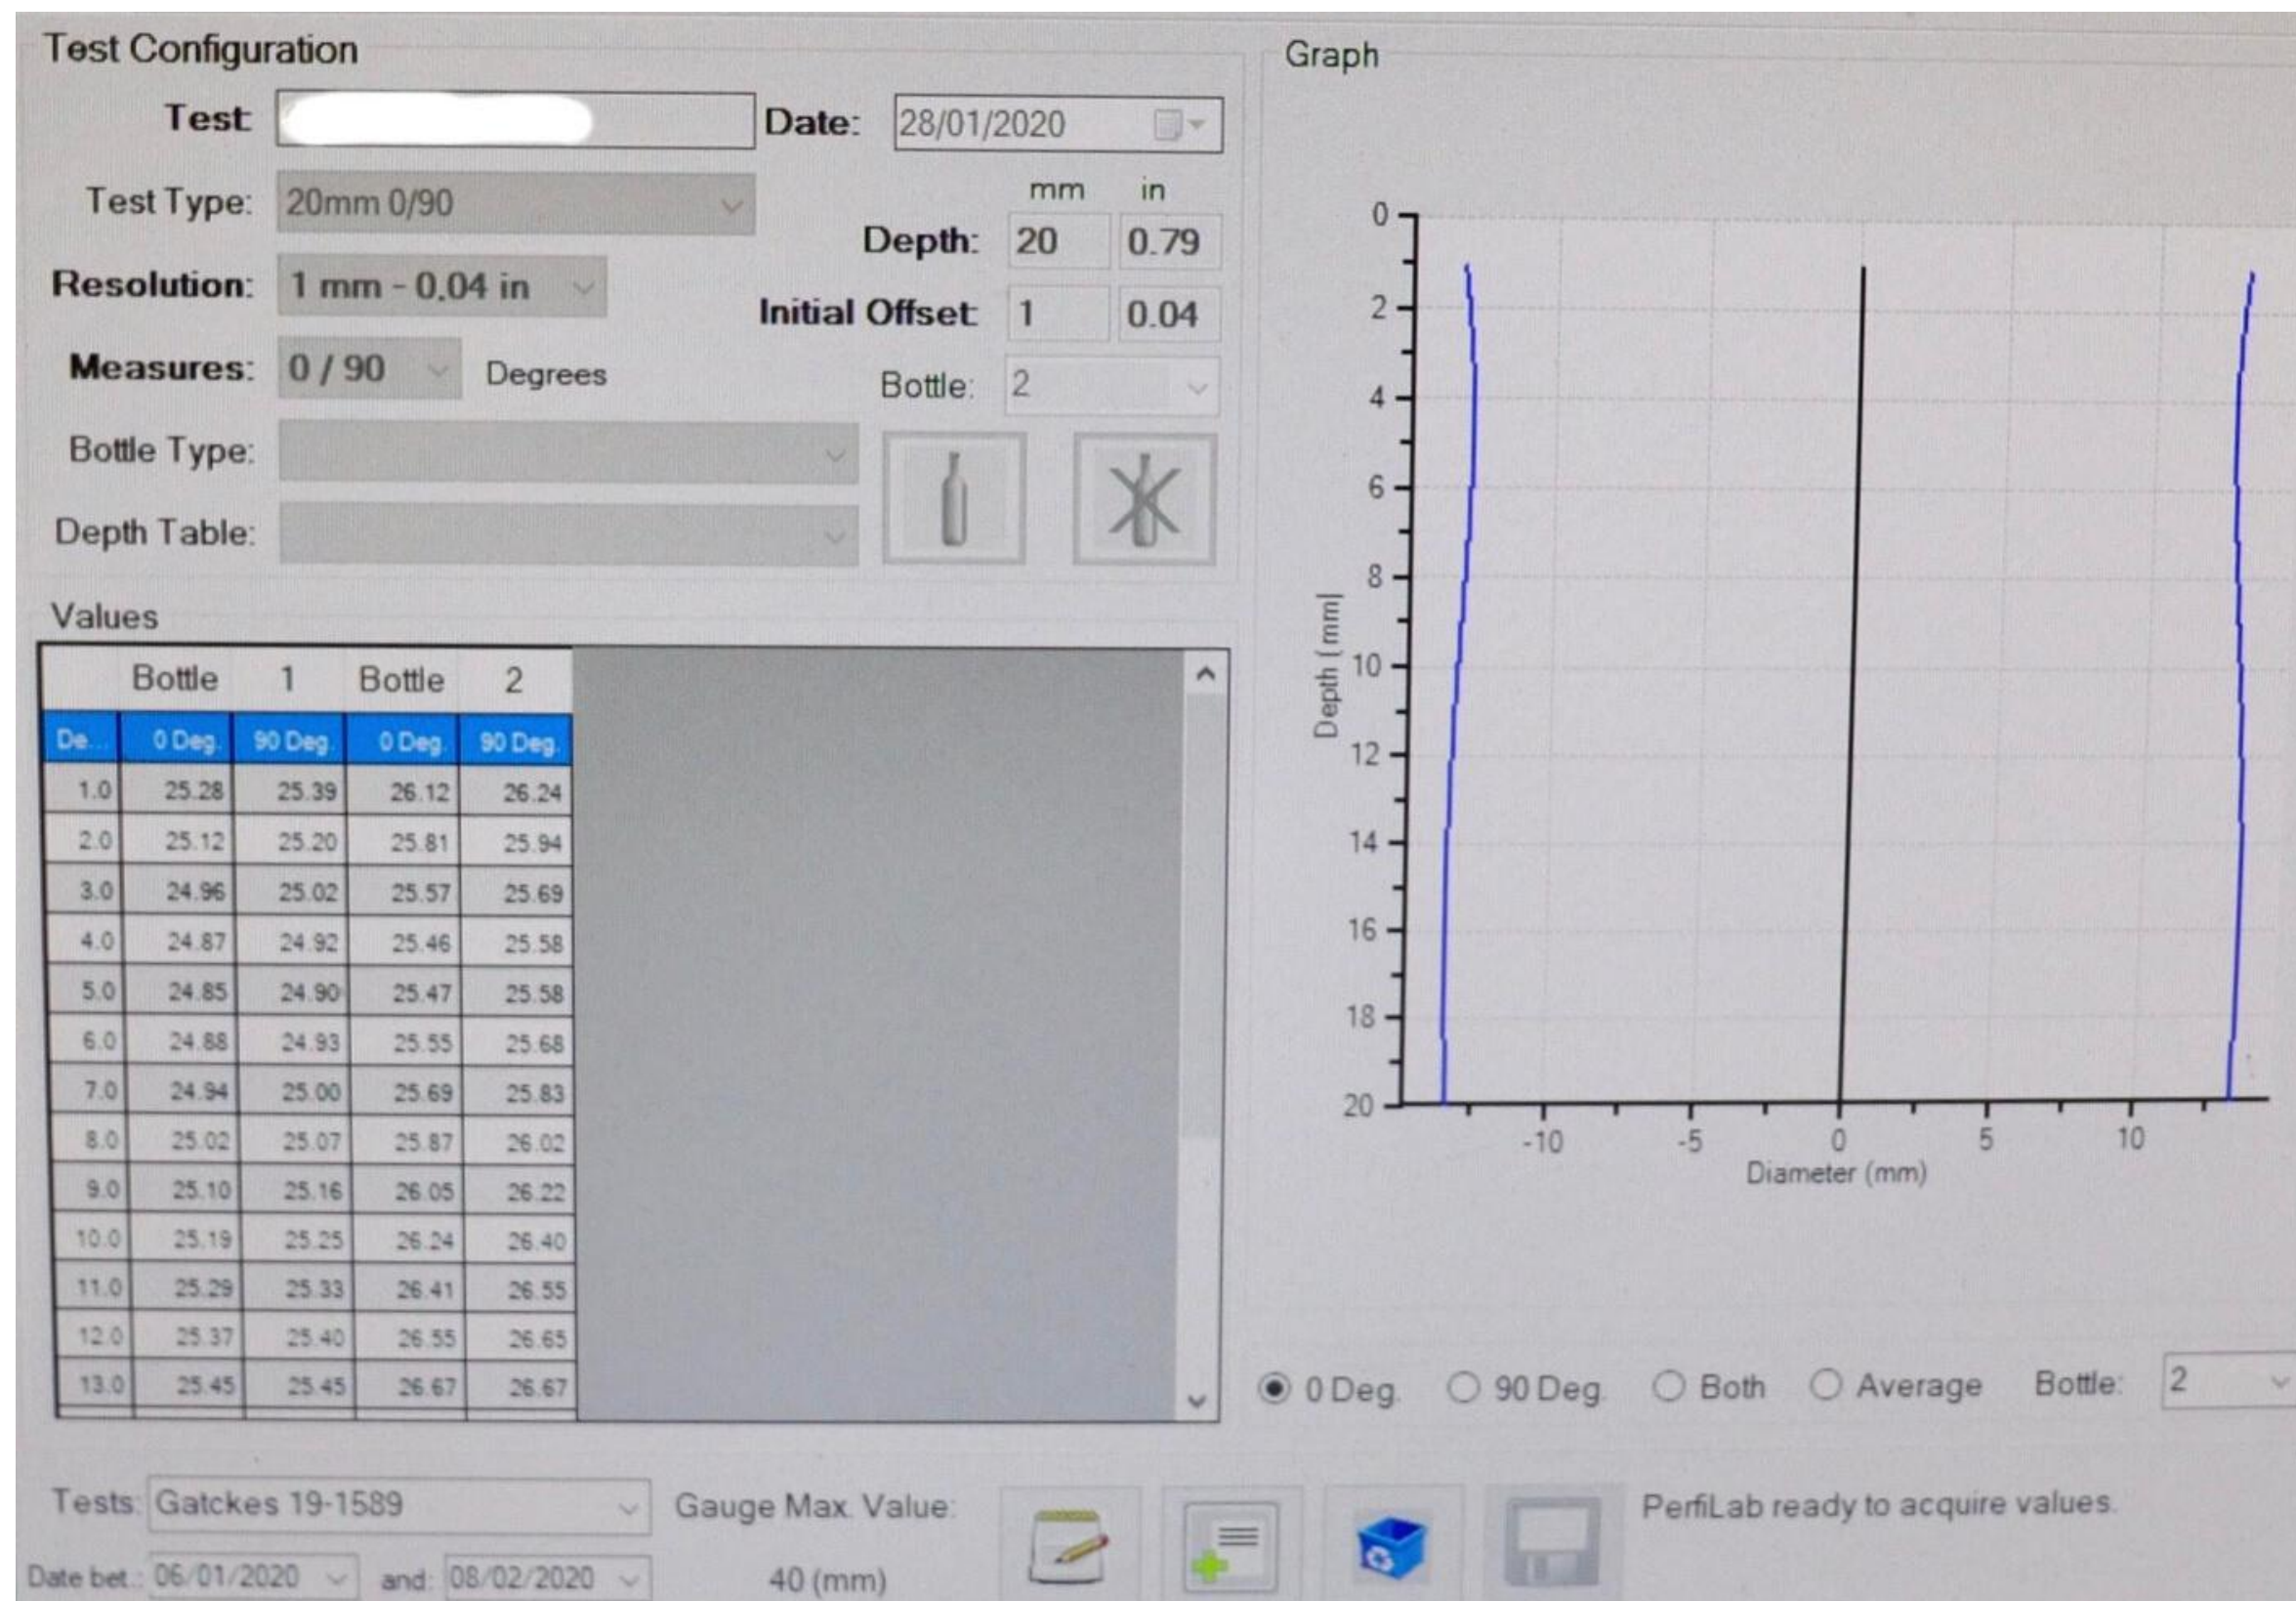 Test Configuration
Test:
Date: 28/01/2020
Test Type: 20mm 0/90
mm in
Depth: 20 0.79
Resolution: 1 mm - 0.04 in
Initial Offset: 1 0.04
Measures: 0 / 90 Degrees
Bottle: 2
Bottle Type:
Depth Table:
Values
Bottle 1 Bottle 2
De... 0 Deg. 90 Deg. 0 Deg. 90 Deg.
1.0 25.28 25.39 26.12 26.24
2.0 25.12 25.20 25.81 25.94
3.0 24.96 25.02 25.57 25.69
4.0 24.87 24.92 25.46 25.58
5.0 24.85 24.90 25.47 25.58
6.0 24.88 24.93 25.55 25.68
7.0 24.94 25.00 25.69 25.83
8.0 25.02 25.07 25.87 26.02
9.0 25.10 25.16 26.05 26.22
10.0 25.19 25.25 26.24 26.40
11.0 25.29 25.33 26.41 26.55
12.0 25.37 25.40 26.55 26.65
13.0 25.45 25.45 26.67 26.67
Graph
0
2
4
6
8
10
12
14
16
18
20
Depth (mm)
-10 -5 0 5 10
Diameter (mm)
0 Deg. 90 Deg. Both Average Bottle: 2
Tests: Gatckes 19-1589
Gauge Max. Value:
40 (mm)
PerfiLab ready to acquire values.
Date bet.: 06/01/2020 and: 08/02/2020